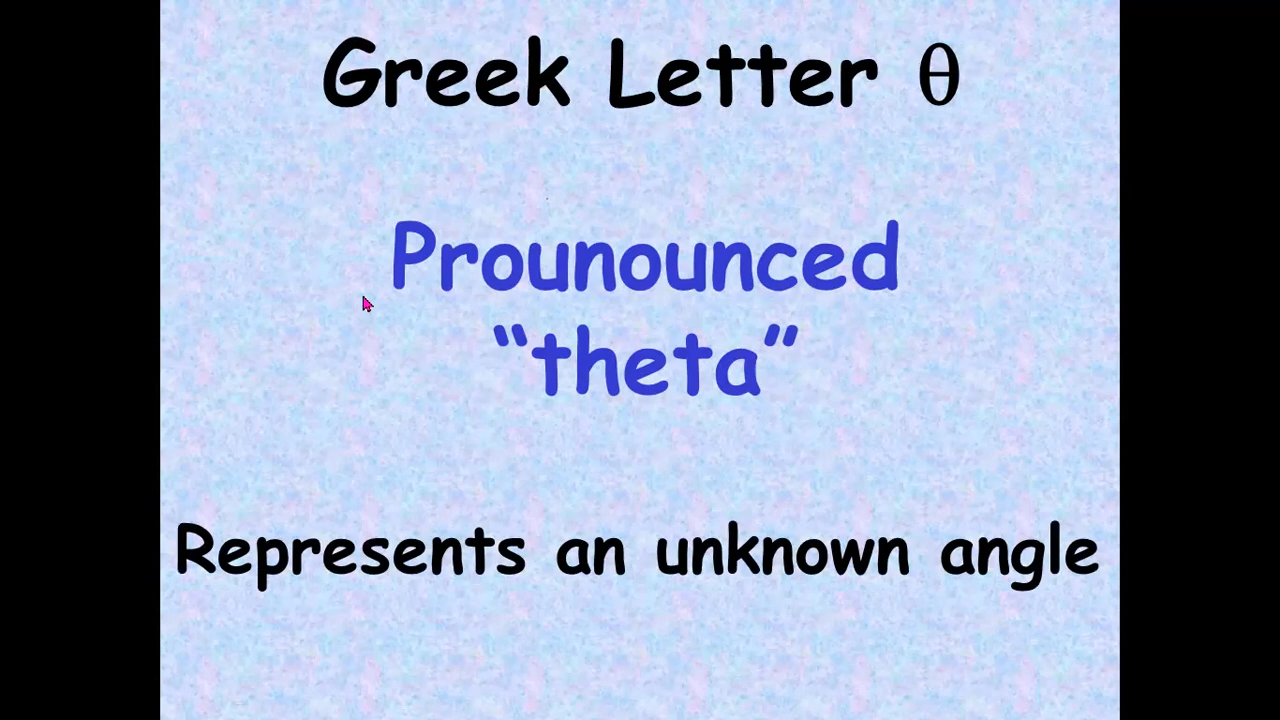 Greek Letter θ
Prounounced
“theta”
Represents an unknown angle